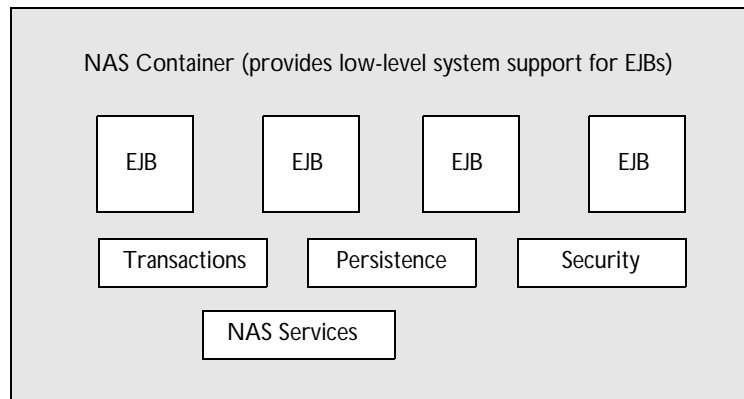 NAS Container (provides low-level system support for EJBs)
EJB EJB EJB EJB
Transactions Persistence Security
NAS Services